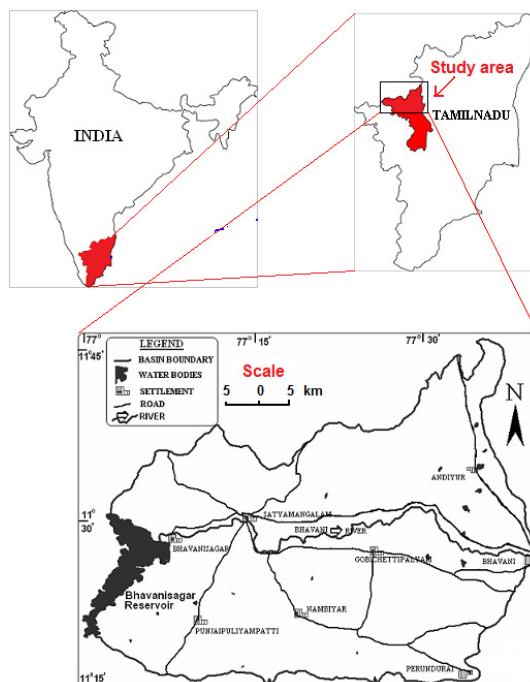 INDIA
Study area
TAMILNADU
77°
77° 15
77° 30
11° 45
LEGEND
BASIN BOUNDARY
WATER BODIES
SETTLEMENT
ROAD
RIVER
Scale
5 0 5 km
N
ANDIYUR
11° 30
SATYAMANGALAM
BHAVANI RIVER
BHAVANISAGAR
GOBICHETTIPALYAM
BHAVANI
Bhavanisagar
Reservoir
NAMBIYAR
PUNJAIPULIYAMPATTI
PERUNDURAI
11° 15